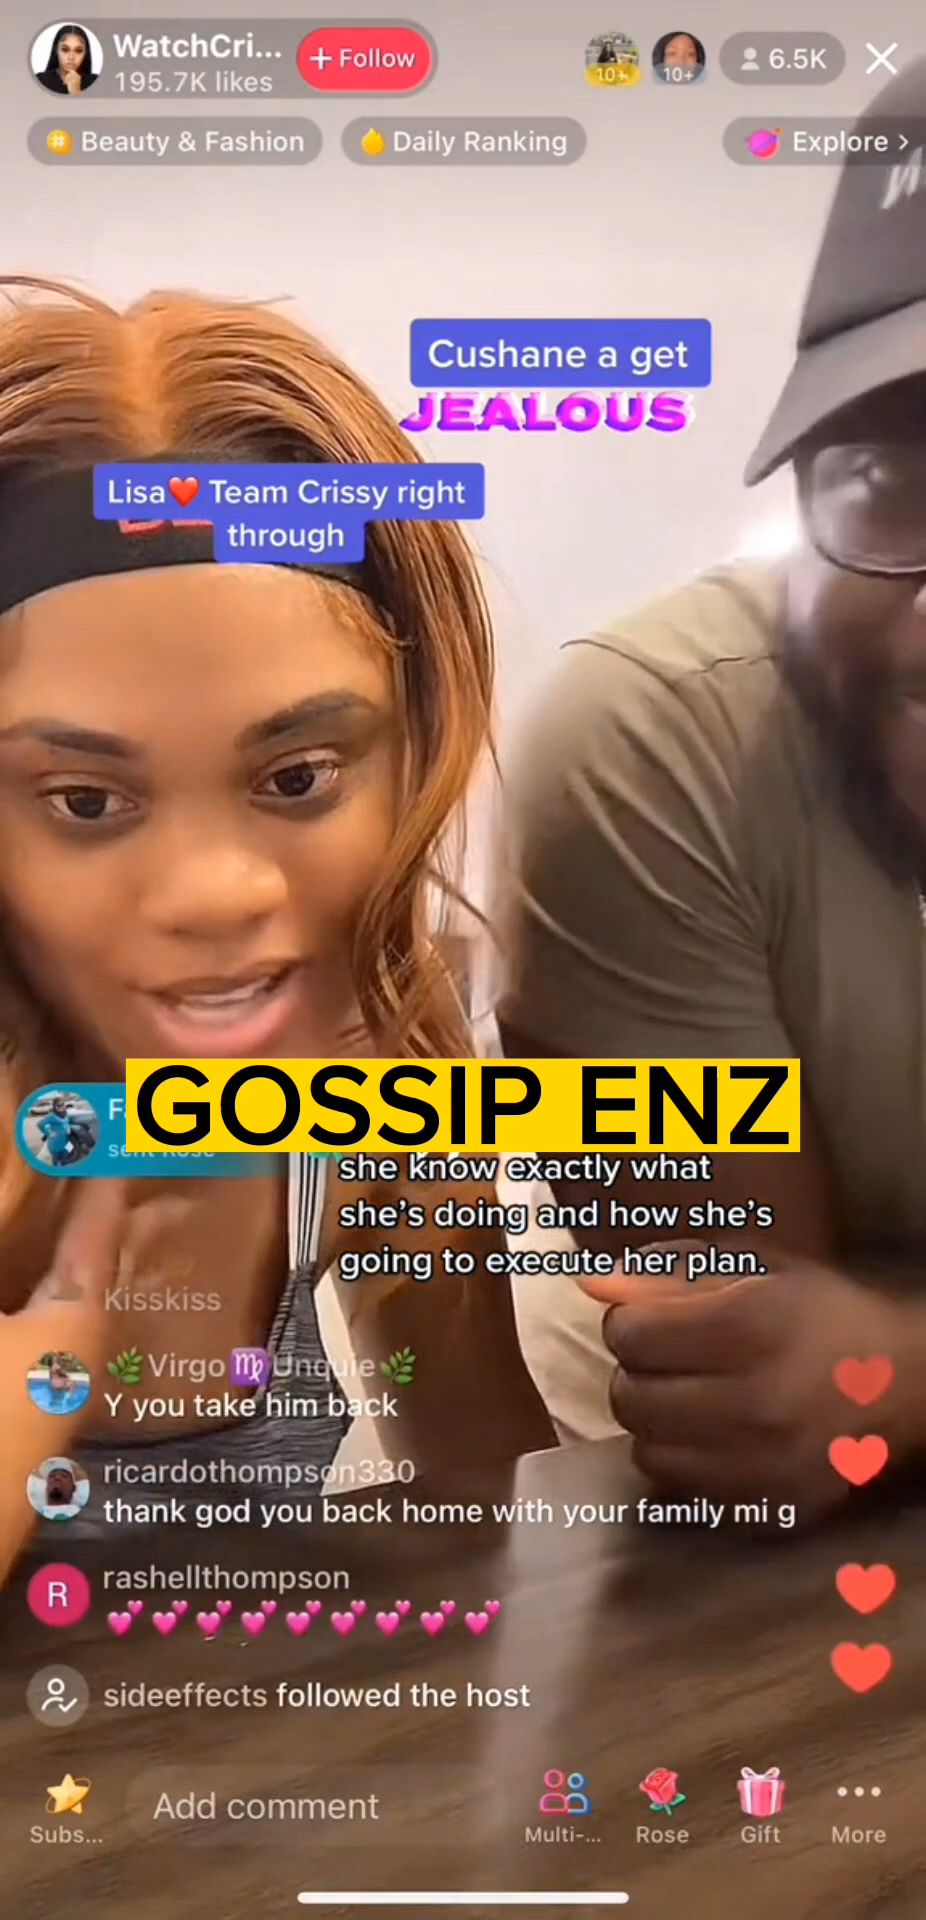 WatchCri...
195.7K likes
+ Follow
10+
10+
6.5K
Beauty & Fashion
Daily Ranking
Explore >
Cushane a get
JEALOUS
Lisa❤️ Team Crissy right
through
GOSSIP ENZ
sent Rose
she know exactly what
she's doing and how she's
going to execute her plan.
Kisskiss
🌿Virgo♍Unquie🌿
Y you take him back
ricardothompson330
thank god you back home with your family mi g
R
rashellthompson
💕💕💕💕💕💕💕💕💕
sideeffects followed the host
Subs...
Add comment
Multi-...
Rose
Gift
More